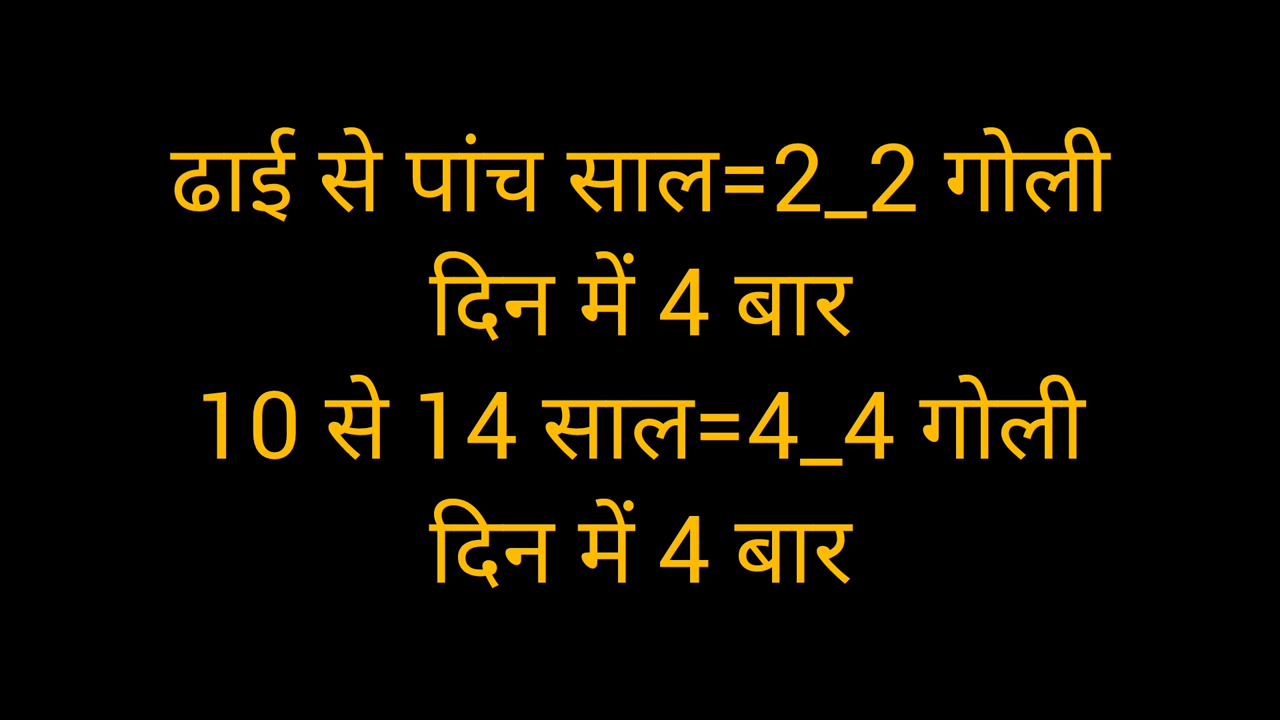 ढाई से पांच साल=2_2 गोली
दिन में 4 बार
10 से 14 साल=4_4 गोली
दिन में 4 बार